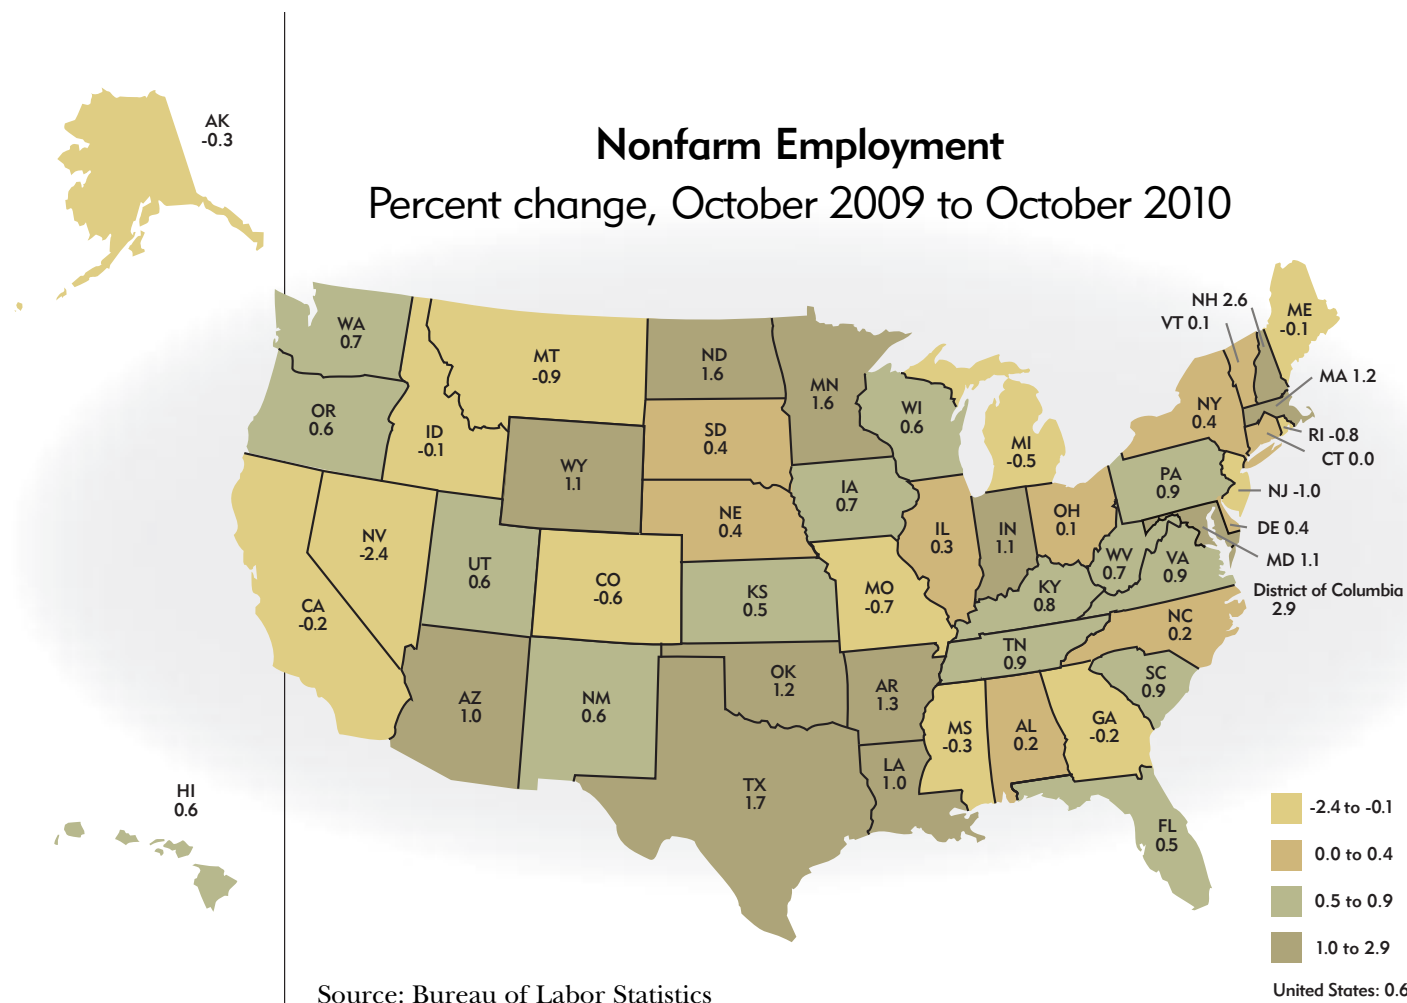 Nonfarm Employment
Percent change, October 2009 to October 2010
AK
-0.3
HI
0.6
WA
0.7
OR
0.6
CA
-0.2
NV
-2.4
ID
-0.1
MT
-0.9
WY
1.1
UT
0.6
CO
-0.6
AZ
1.0
NM
0.6
ND
1.6
SD
0.4
NE
0.4
KS
0.5
OK
1.2
TX
1.7
MN
1.6
IA
0.7
MO
-0.7
AR
1.3
LA
1.0
WI
0.6
IL
0.3
MI
-0.5
IN
1.1
OH
0.1
KY
0.8
TN
0.9
MS
-0.3
AL
0.2
GA
-0.2
FL
0.5
SC
0.9
NC
0.2
VA
0.9
WV
0.7
PA
0.9
NY
0.4
VT 0.1
NH 2.6
ME
-0.1
MA 1.2
RI -0.8
CT 0.0
NJ -1.0
DE 0.4
MD 1.1
District of Columbia
2.9
-2.4 to -0.1
0.0 to 0.4
0.5 to 0.9
1.0 to 2.9
United States: 0.6
Source: Bureau of Labor Statistics